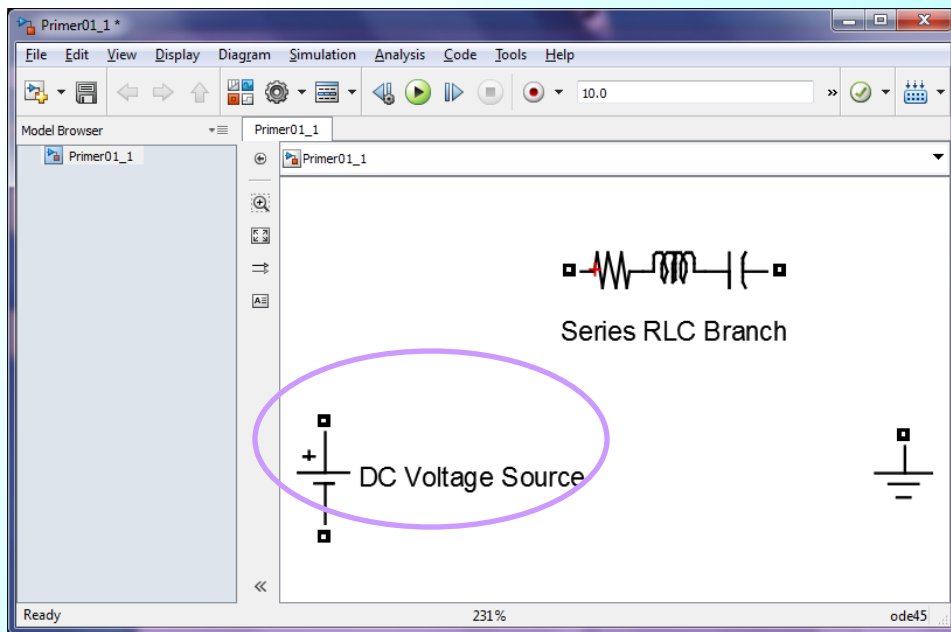 Primer01_1 *
File Edit View Display Diagram Simulation Analysis Code Tools Help
10.0 »
Model Browser
Primer01_1
Primer01_1
Primer01_1
Series RLC Branch
+
DC Voltage Source
Ready 231% ode45